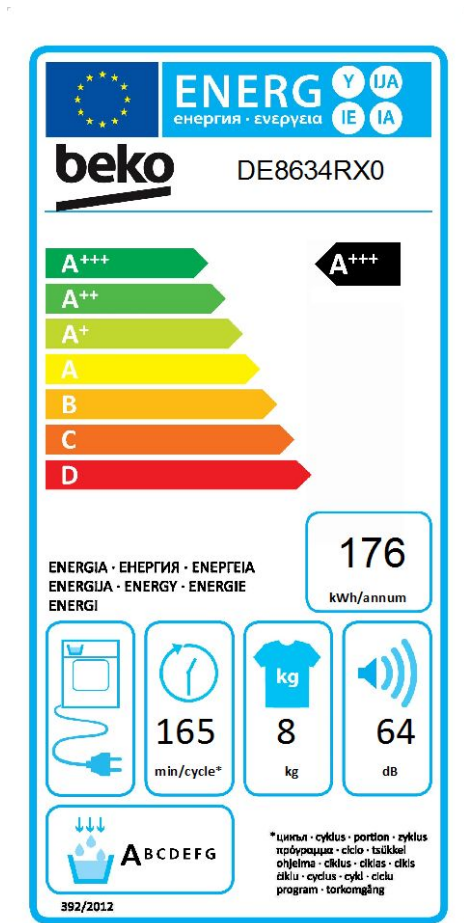 ENERG Y IJA
енергия · ενεργεια IE IA
beko DE8634RX0
A+++ A+++
A++
A+
A
B
C
D
176
kWh/annum
ENERGIA · ЕНЕРГИЯ · ΕΝΕΡΓΕΙΑ
ENERGIJA · ENERGY · ENERGIE
ENERGI
kg
165
min/cycle*
8
kg
64
dB
ABCDEFG
*цикъл · cyklus · portion · zyklus
πρόγραμμα · ciclo · tsükkel
ohjelma · ciklus · ciklas · cikls
ċiklu · cyclus · cykl · ciclu
program · torkomgång
392/2012